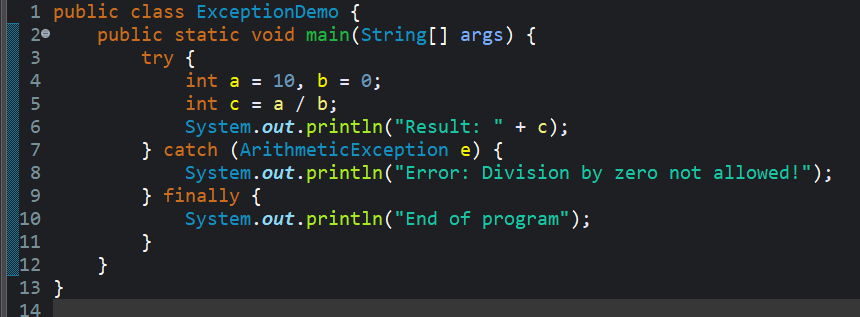 1 public class ExceptionDemo {
2     public static void main(String[] args) {
3         try {
4             int a = 10, b = 0;
5             int c = a / b;
6             System.out.println("Result: " + c);
7         } catch (ArithmeticException e) {
8             System.out.println("Error: Division by zero not allowed!");
9         } finally {
10             System.out.println("End of program");
11         }
12     }
13 }
14